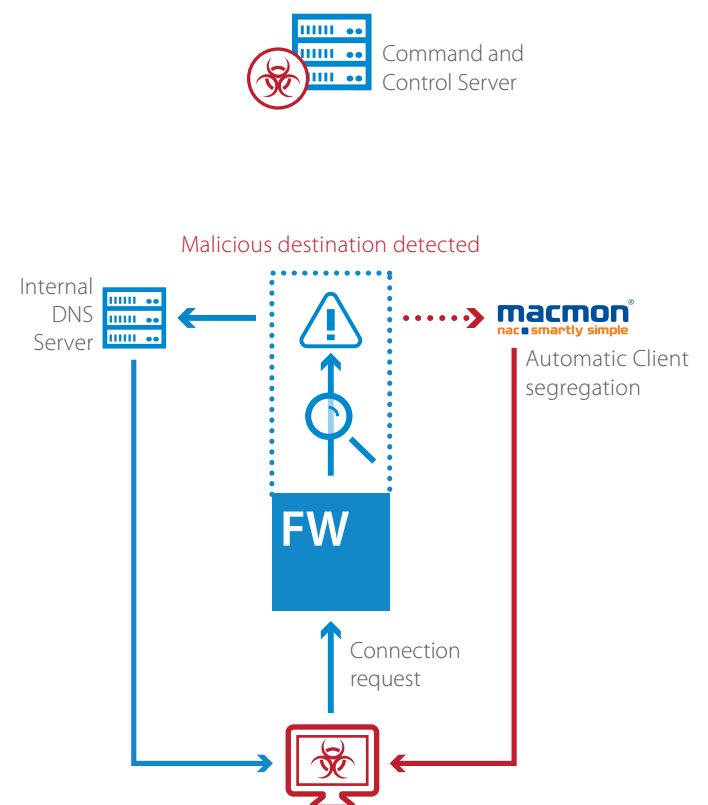 Command and
Control Server
Malicious destination detected
Internal
DNS
Server
macmon®
nac smartly simple
Automatic Client
segregation
FW
Connection
request